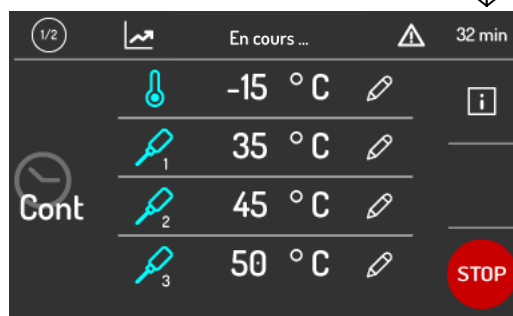 1/2 En cours ... 32 min
-15 °C
i
1 35 °C
Cont
2 45 °C
3 50 °C
STOP